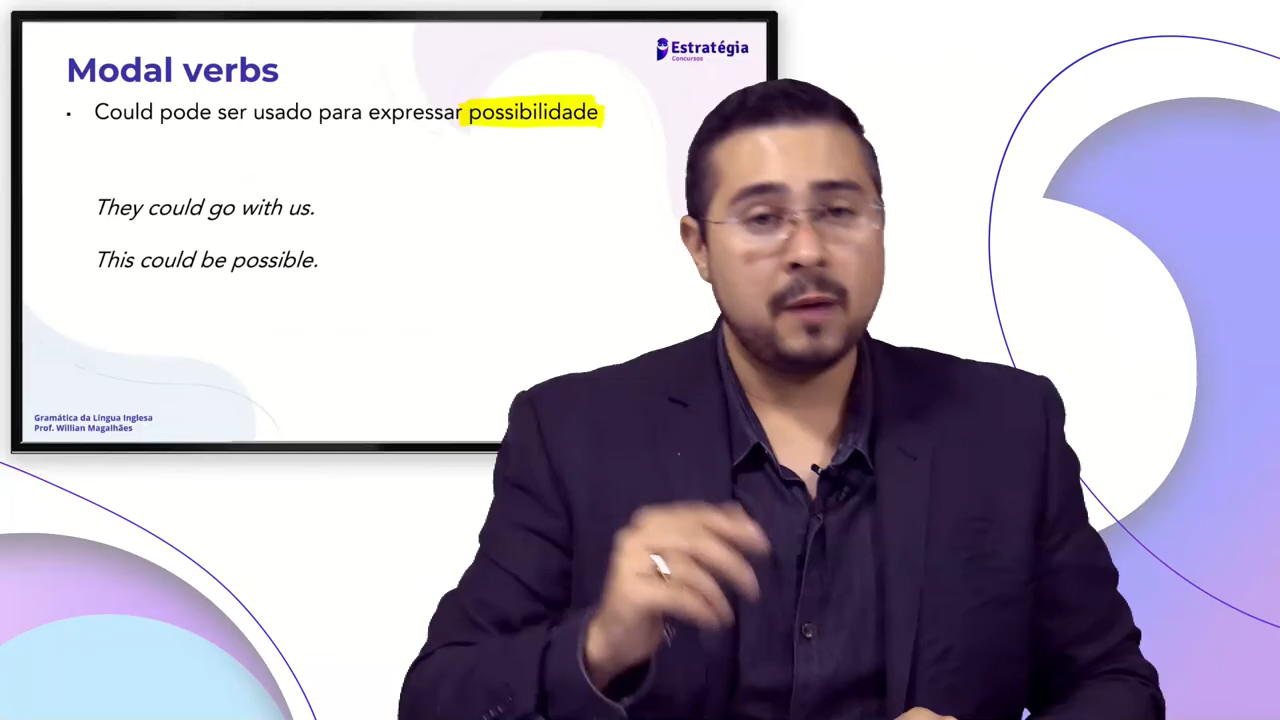 Modal verbs
Estratégia
Concursos
▪ Could pode ser usado para expressar possibilidade
They could go with us.
This could be possible.
Gramática da Língua Inglesa
Prof. Willian Magalhães